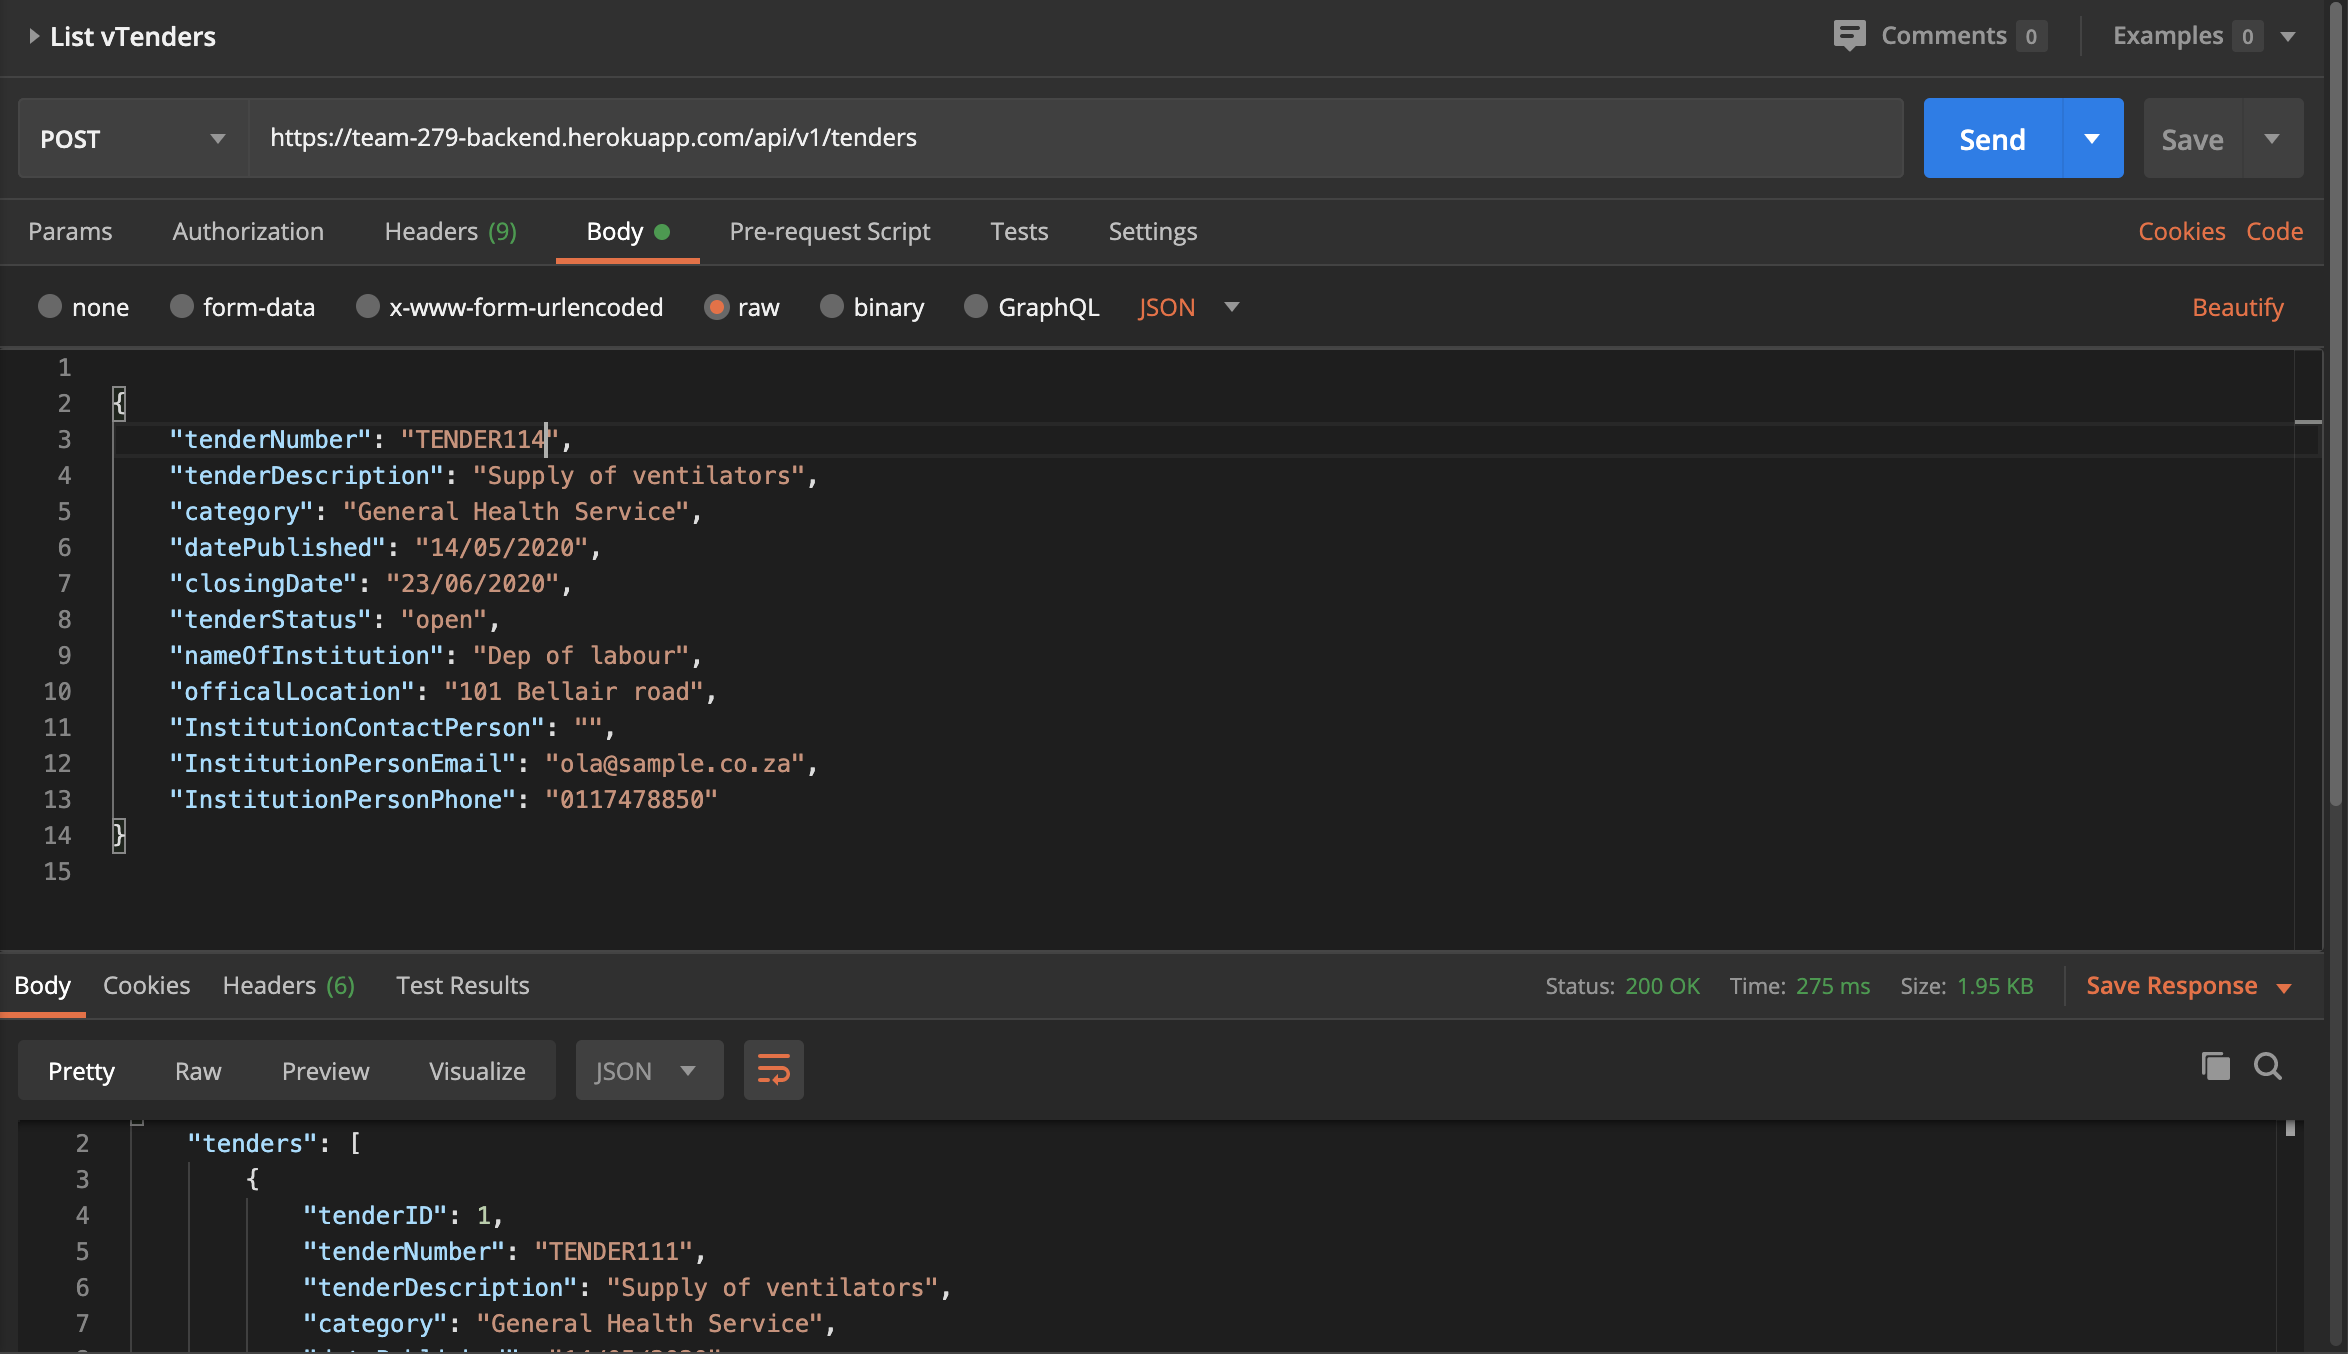 List vTenders
Comments 0
Examples 0
POST
https://team-279-backend.herokuapp.com/api/v1/tenders
Send
Save
Params Authorization Headers (9) Body Pre-request Script Tests Settings Cookies Code
none form-data x-www-form-urlencoded raw binary GraphQL JSON Beautify
1
2 {
3 "tenderNumber": "TENDER114",
4 "tenderDescription": "Supply of ventilators",
5 "category": "General Health Service",
6 "datePublished": "14/05/2020",
7 "closingDate": "23/06/2020",
8 "tenderStatus": "open",
9 "nameOfInstitution": "Dep of labour",
10 "officalLocation": "101 Bellair road",
11 "InstitutionContactPerson": "",
12 "InstitutionPersonEmail": "ola@sample.co.za",
13 "InstitutionPersonPhone": "0117478850"
14 }
15
Body Cookies Headers (6) Test Results Status: 200 OK Time: 275 ms Size: 1.95 KB Save Response
Pretty Raw Preview Visualize JSON
2 "tenders": [
3 {
4 "tenderID": 1,
5 "tenderNumber": "TENDER111",
6 "tenderDescription": "Supply of ventilators",
7 "category": "General Health Service",